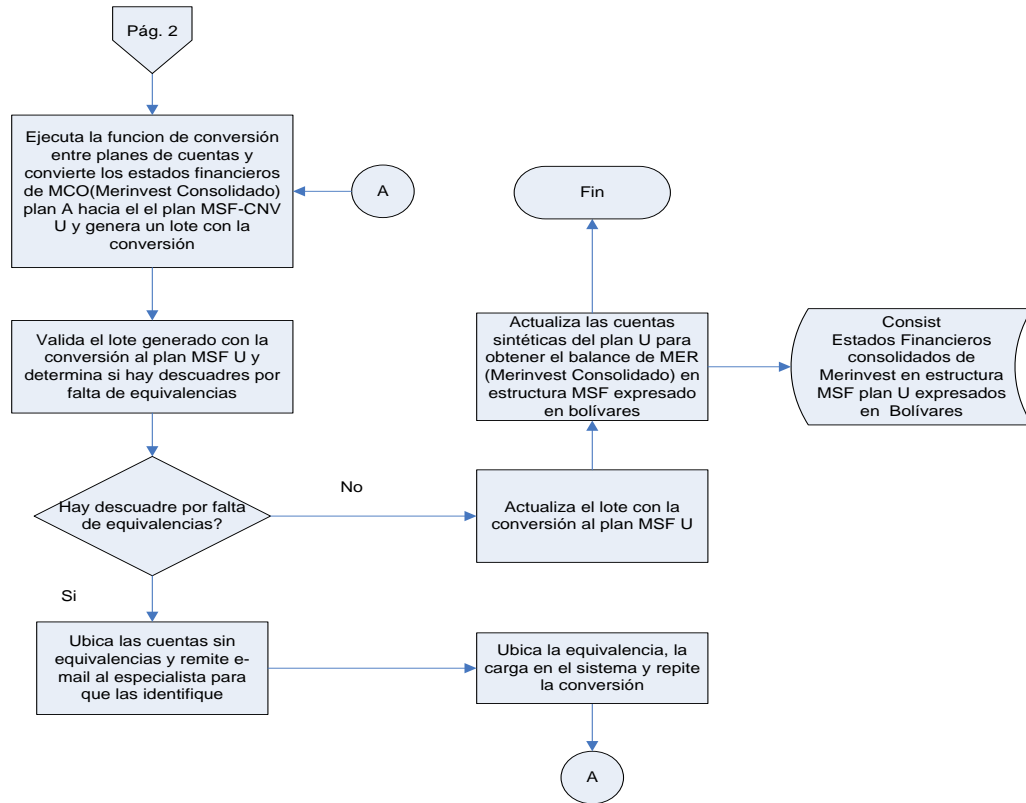 Pág. 2
Ejecuta la funcion de conversión
entre planes de cuentas y
convierte los estados financieros
de MCO(Merinvest Consolidado)
plan A hacia el el plan MSF-CNV
U y genera un lote con la
conversión
A
Fin
Valida el lote generado con la
conversión al plan MSF U y
determina si hay descuadres por
falta de equivalencias
Actualiza las cuentas
sintéticas del plan U para
obtener el balance de MER
(Merinvest Consolidado) en
estructura MSF expresado
en bolívares
Consist
Estados Financieros
consolidados de
Merinvest en estructura
MSF plan U expresados
en Bolívares
Hay descuadre por falta
de equivalencias?
No
Actualiza el lote con la
conversión al plan MSF U
Si
Ubica las cuentas sin
equivalencias y remite e-
mail al especialista para
que las identifique
Ubica la equivalencia, la
carga en el sistema y repite
la conversión
A